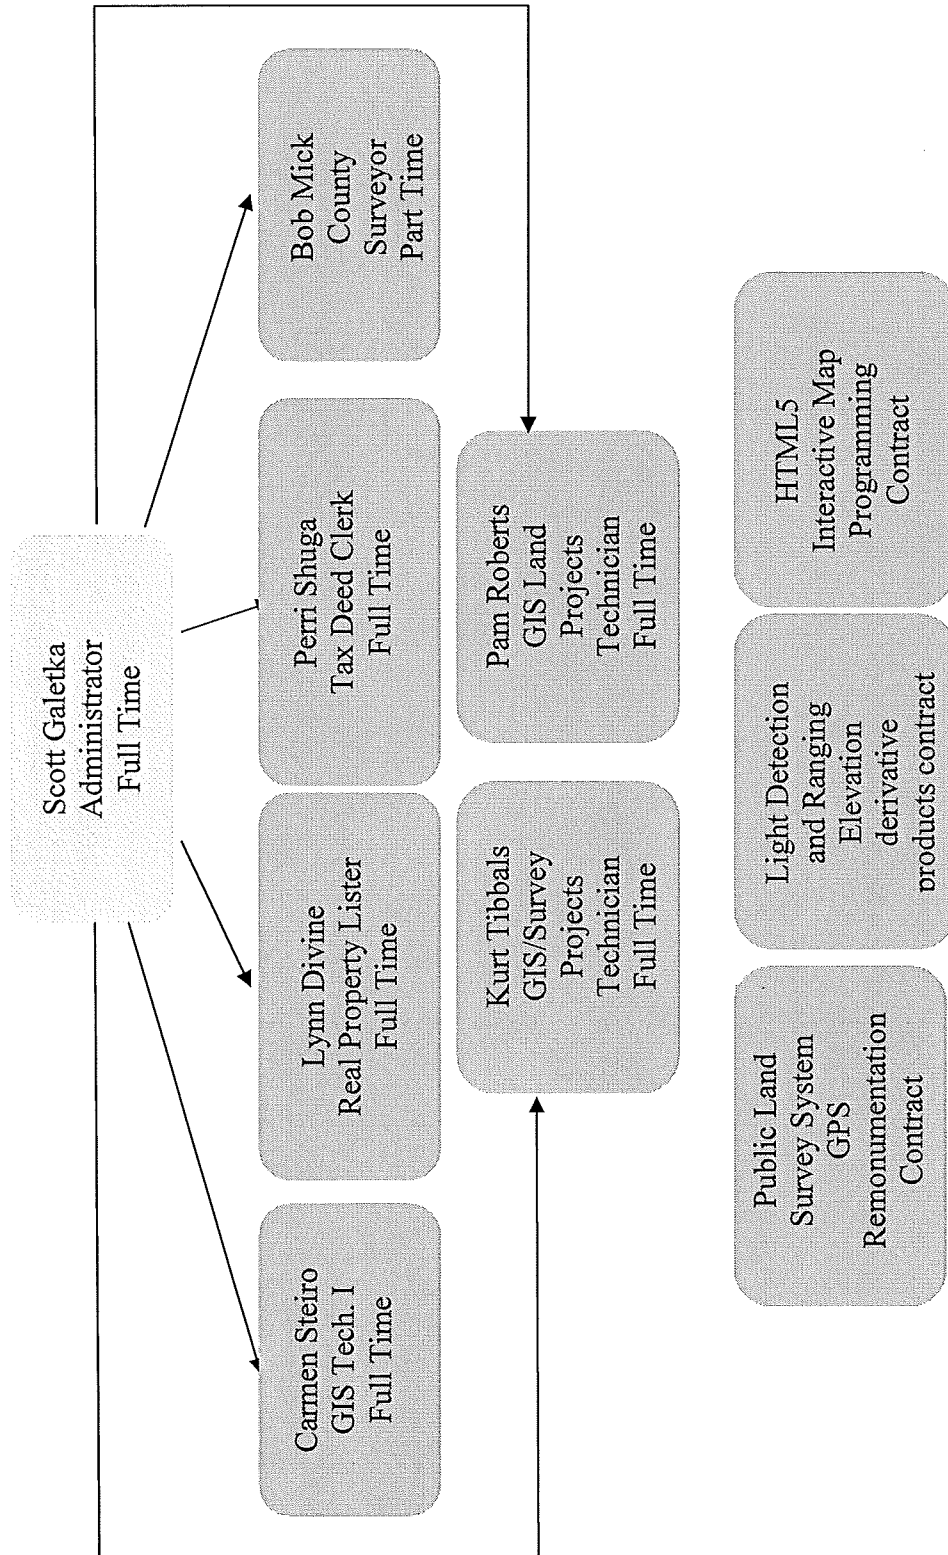 Scott Galetka
Administrator
Full Time
Carmen Steiro
GIS Tech. I
Full Time
Lynn Divine
Real Property Lister
Full Time
Perri Shuga
Tax Deed Clerk
Full Time
Bob Mick
County
Surveyor
Part Time
Kurt Tibbals
GIS/Survey
Projects
Technician
Full Time
Pam Roberts
GIS Land
Projects
Technician
Full Time
Public Land
Survey System
GPS
Remonumentation
Contract
Light Detection
and Ranging
Elevation
derivative
products contract
HTML5
Interactive Map
Programming
Contract